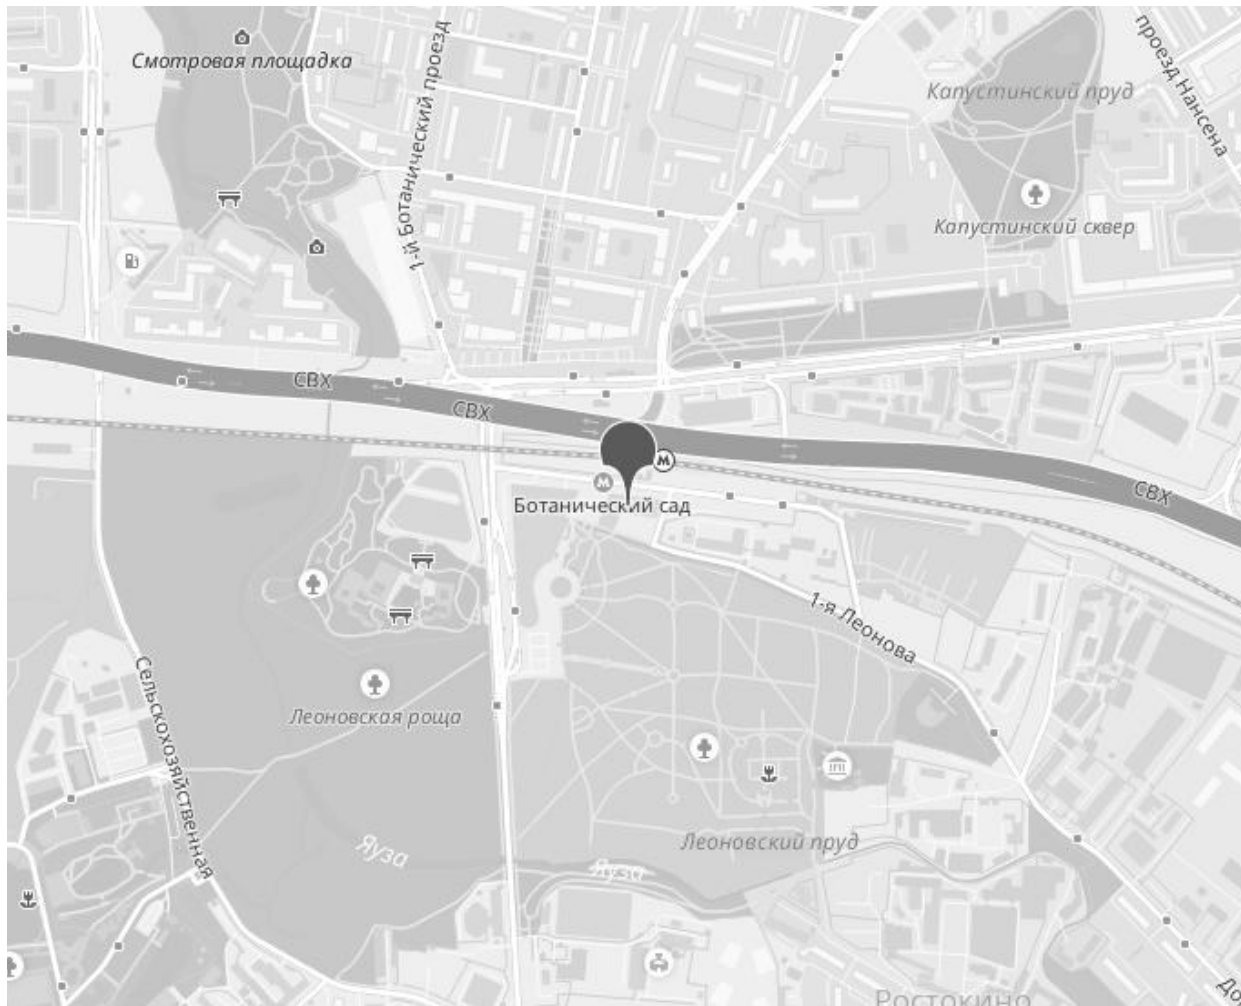 Смотровая площадка
1-й Ботанический проезд
проезд Нансена
Капустинский пруд
Капустинский сквер
СВХ
СВХ
М
М
Ботанический сад
СВХ
1-я Леонова
Сельскохозяйственная
Леоновская роща
Леоновский пруд
Яуза
Яуза
Ростокино
До